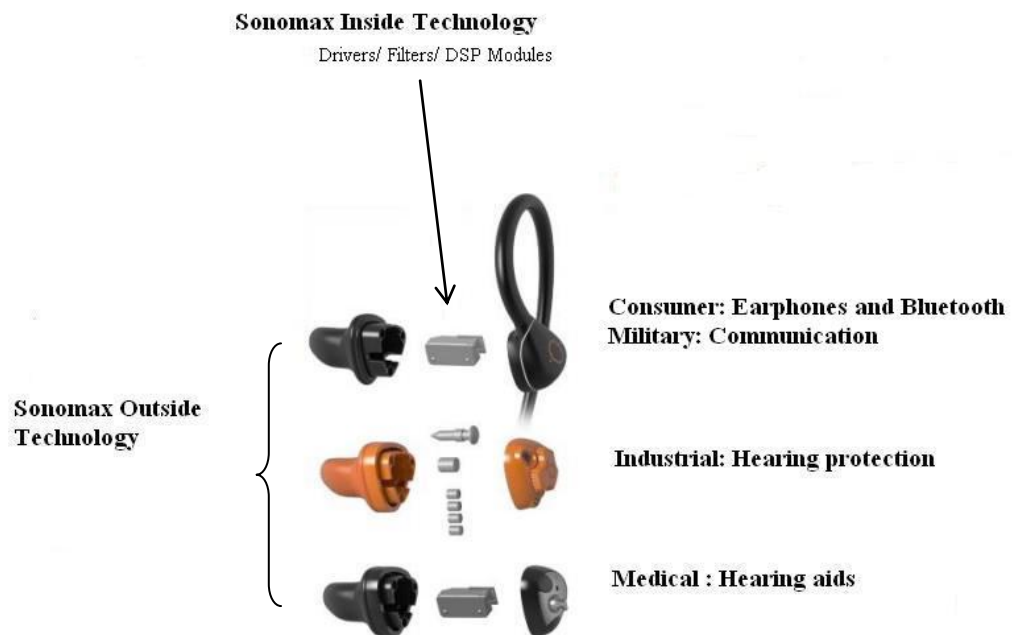 Sonomax Inside Technology
Drivers/ Filters/ DSP Modules
Consumer: Earphones and Bluetooth
Military: Communication
Sonomax Outside
Technology
Industrial: Hearing protection
Medical : Hearing aids